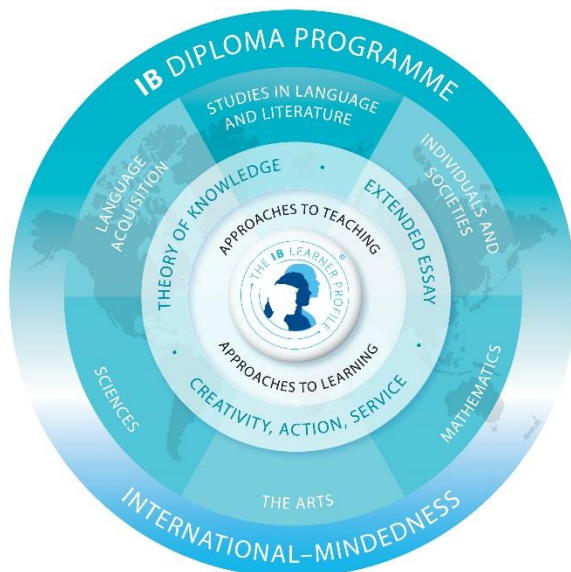 IB DIPLOMA PROGRAMME
STUDIES IN LANGUAGE
AND LITERATURE
LANGUAGE
ACQUISITION
INDIVIDUALS AND
SOCIETIES
THEORY OF KNOWLEDGE
·
EXTENDED ESSAY
·
APPROACHES TO TEACHING
THE IB LEARNER PROFILE
®
APPROACHES TO LEARNING
·
CREATIVITY, ACTION, SERVICE
SCIENCES
MATHEMATICS
THE ARTS
INTERNATIONAL–MINDEDNESS